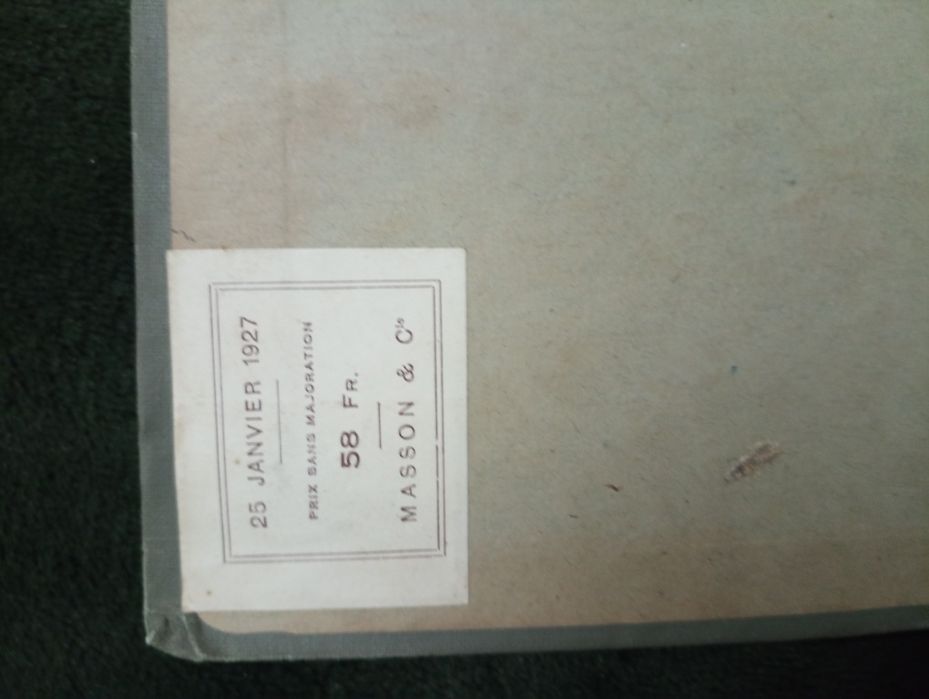 25 JANVIER 1927
PRIX SANS MAJORATION
58 FR.
MASSON & Cie